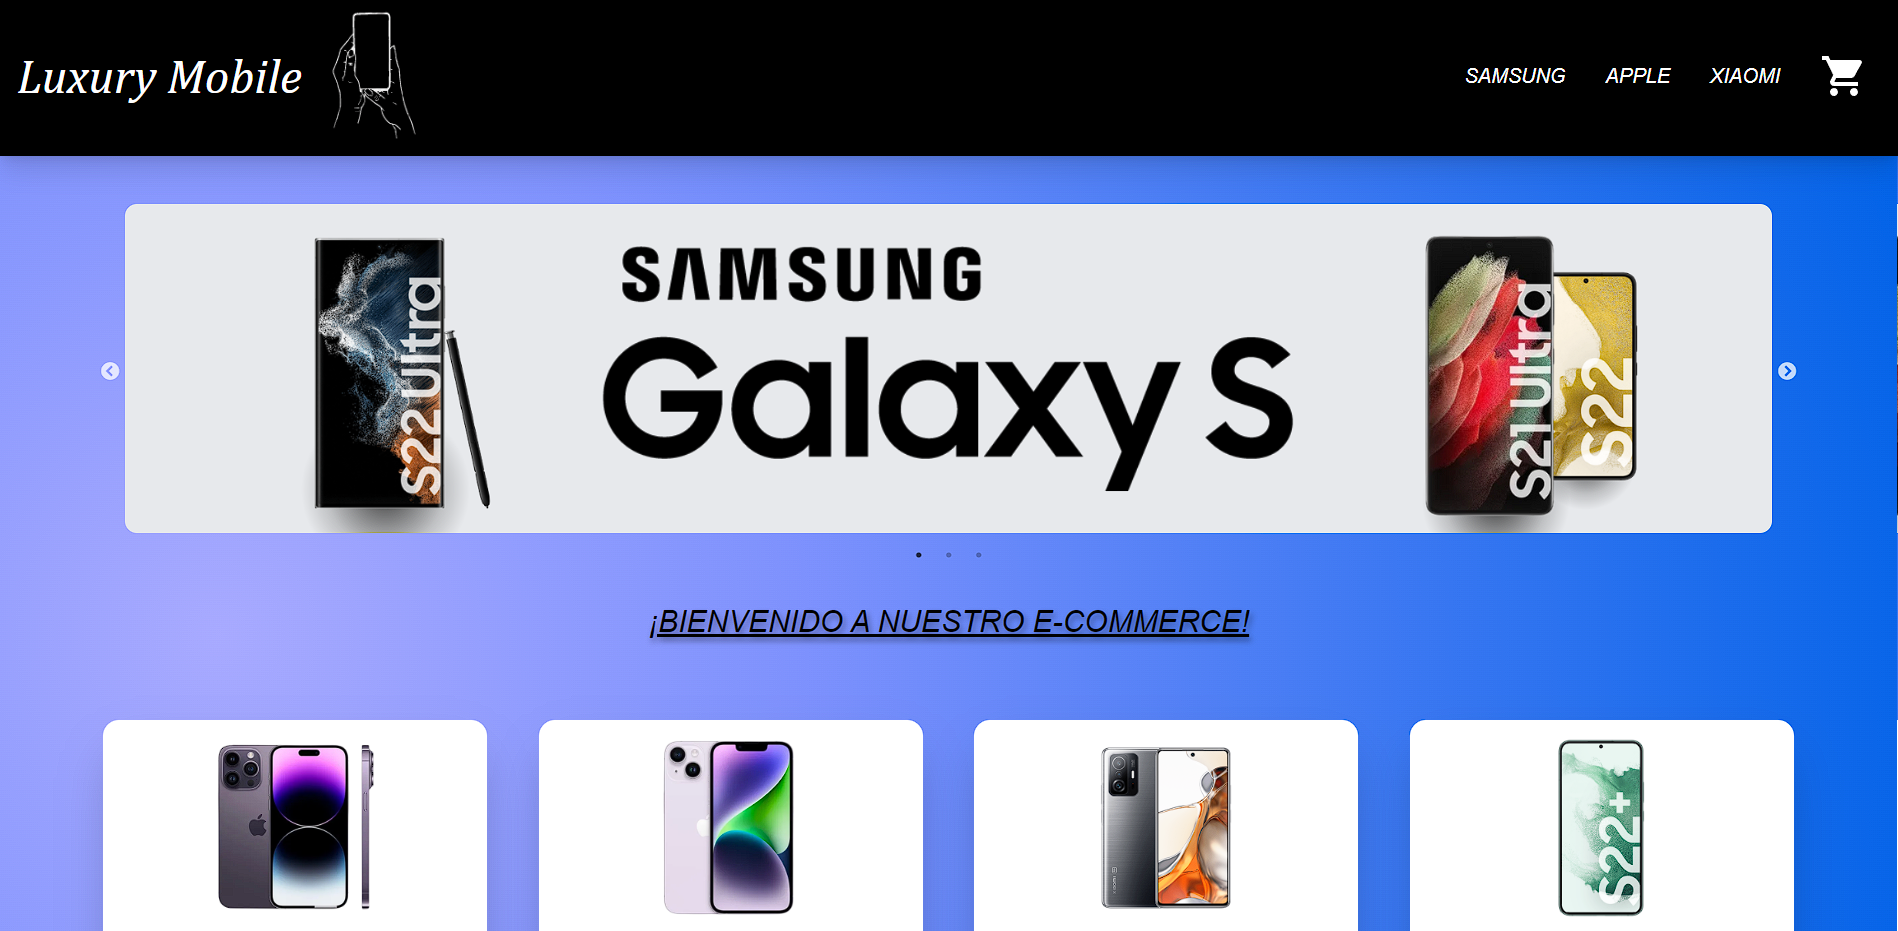 Luxury Mobile
SAMSUNG APPLE XIAOMI
SAMSUNG
Galaxy S
S22 Ultra
S21 Ultra
S22
¡BIENVENIDO A NUESTRO E-COMMERCE!
S22+